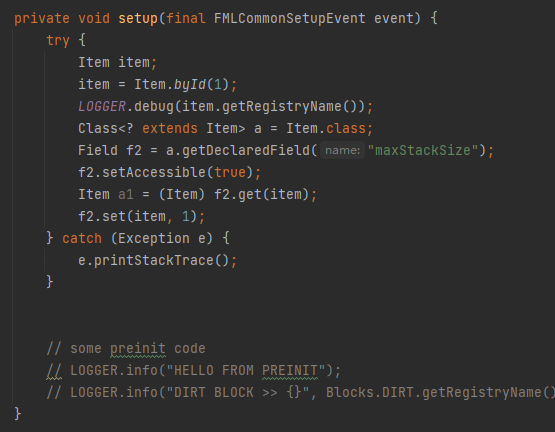 private void setup(final FMLCommonSetupEvent event) {
try {
Item item;
item = Item.byId(1);
LOGGER.debug(item.getRegistryName());
Class<? extends Item> a = Item.class;
Field f2 = a.getDeclaredField( name: "maxStackSize");
f2.setAccessible(true);
Item a1 = (Item) f2.get(item);
f2.set(item, 1);
} catch (Exception e) {
e.printStackTrace();
}
// some preinit code
// LOGGER.info("HELLO FROM PREINIT");
// LOGGER.info("DIRT BLOCK >> {}", Blocks.DIRT.getRegistryName()
}